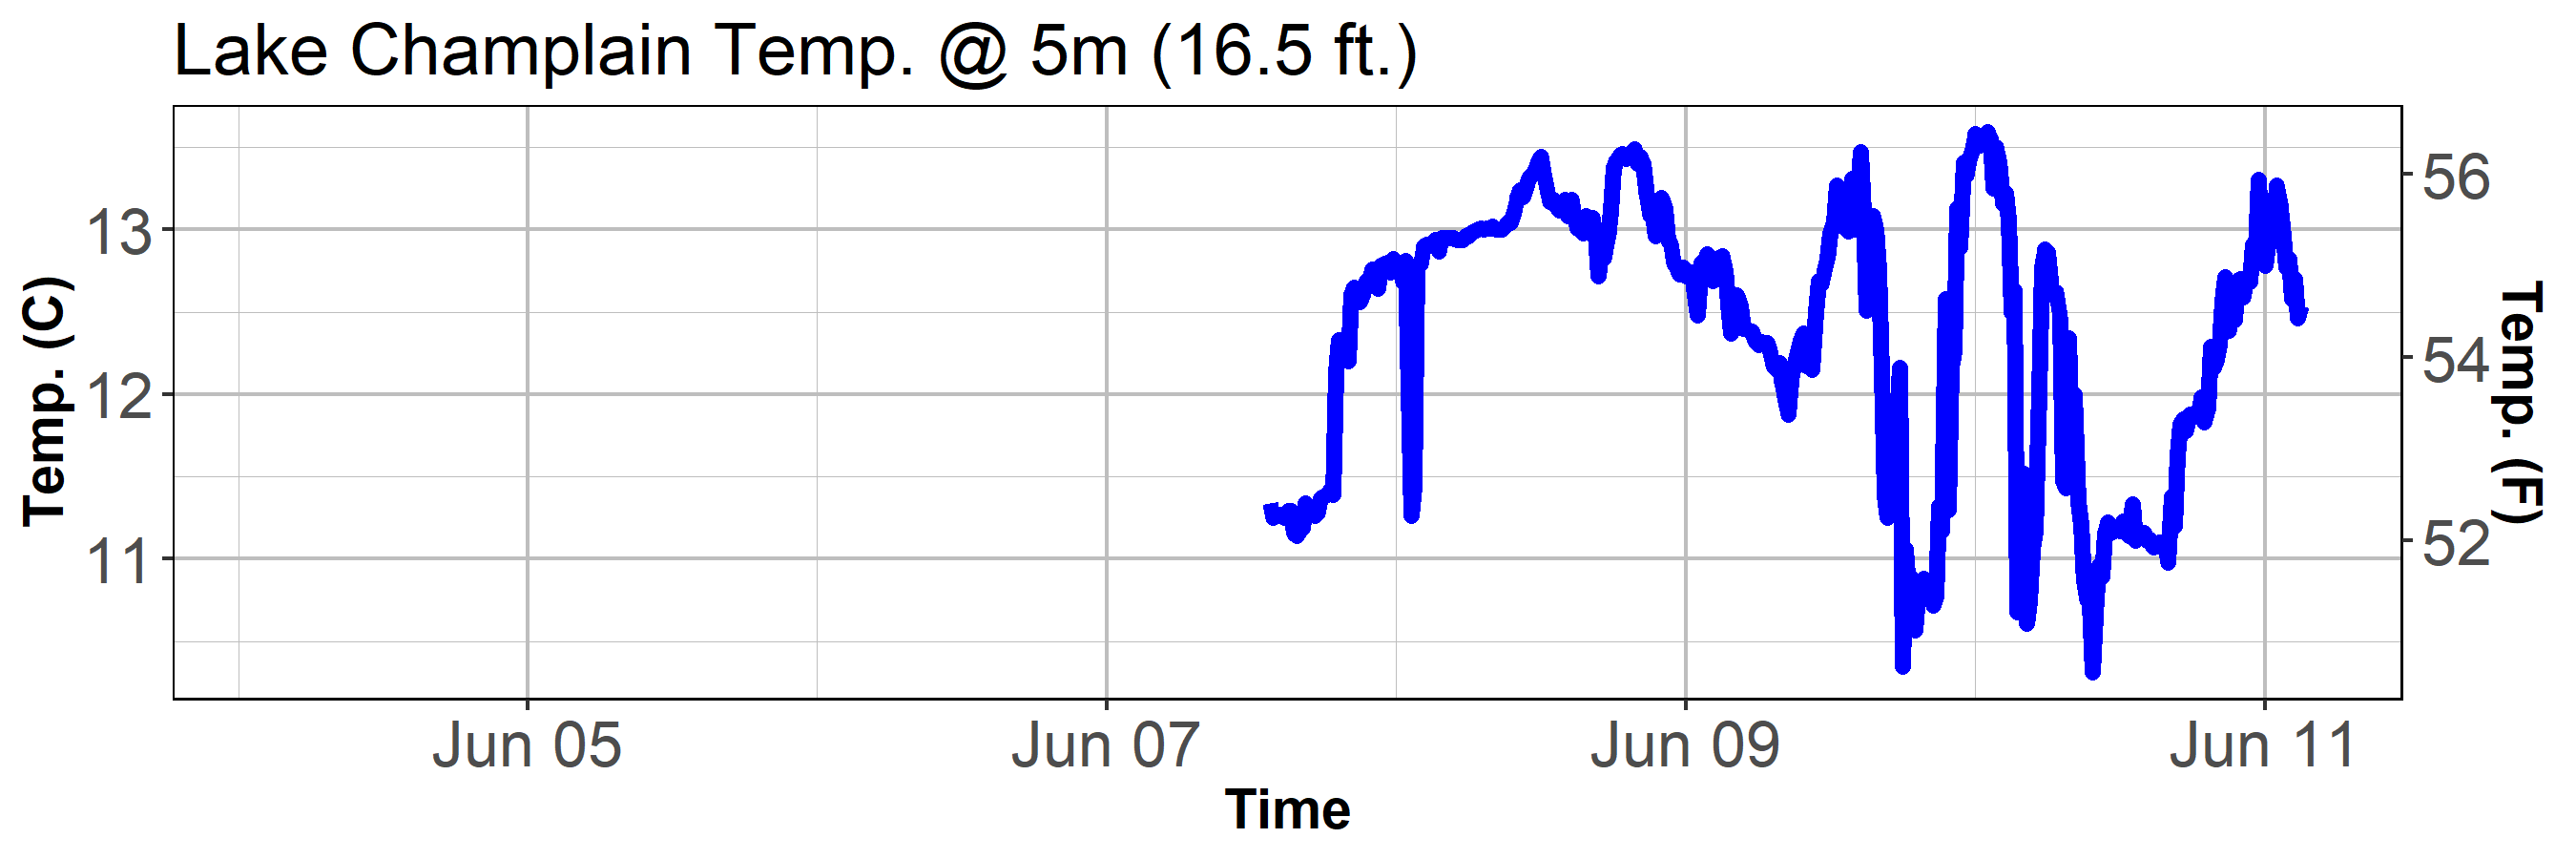 Lake Champlain Temp. @ 5m (16.5 ft.)
Temp. (C)
13
12
11
56
54
52
Temp. (F)
Jun 05 Jun 07 Jun 09 Jun 11
Time